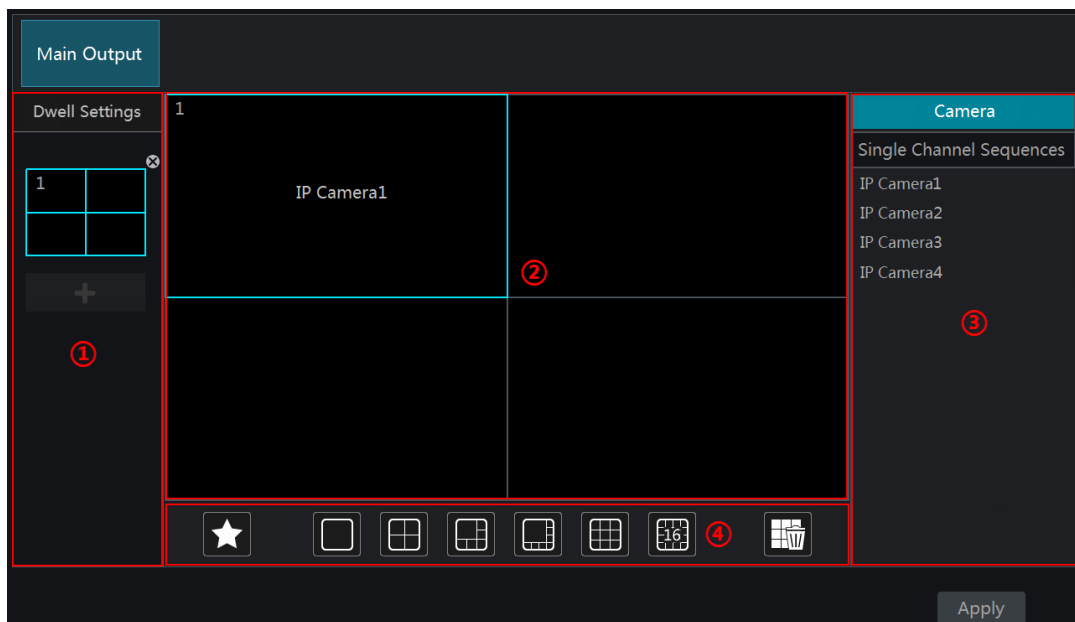 Main Output
Dwell Settings
1
①
1
IP Camera1
②
16
④
Camera
Single Channel Sequences
IP Camera1
IP Camera2
IP Camera3
IP Camera4
③
Apply